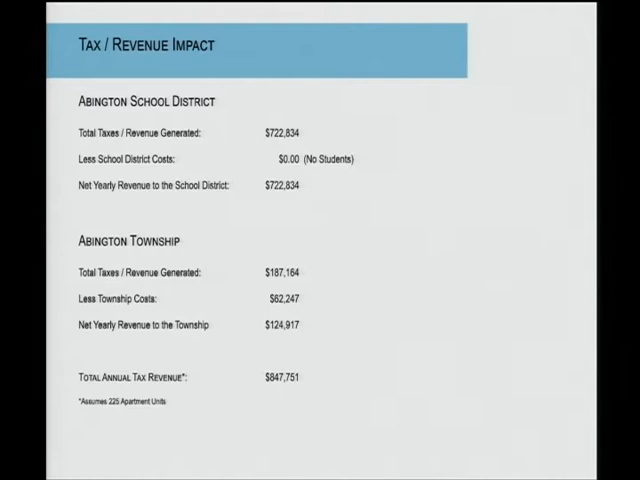 TAX / REVENUE IMPACT
ABINGTON SCHOOL DISTRICT
Total Taxes / Revenue Generated: $722,834
Less School District Costs: $0.00 (No Students)
Net Yearly Revenue to the School District: $722,834
ABINGTON TOWNSHIP
Total Taxes / Revenue Generated: $187,164
Less Township Costs: $62,247
Net Yearly Revenue to the Township $124,917
TOTAL ANNUAL TAX REVENUE*: $847,751
*Assumes 225 Apartment Units